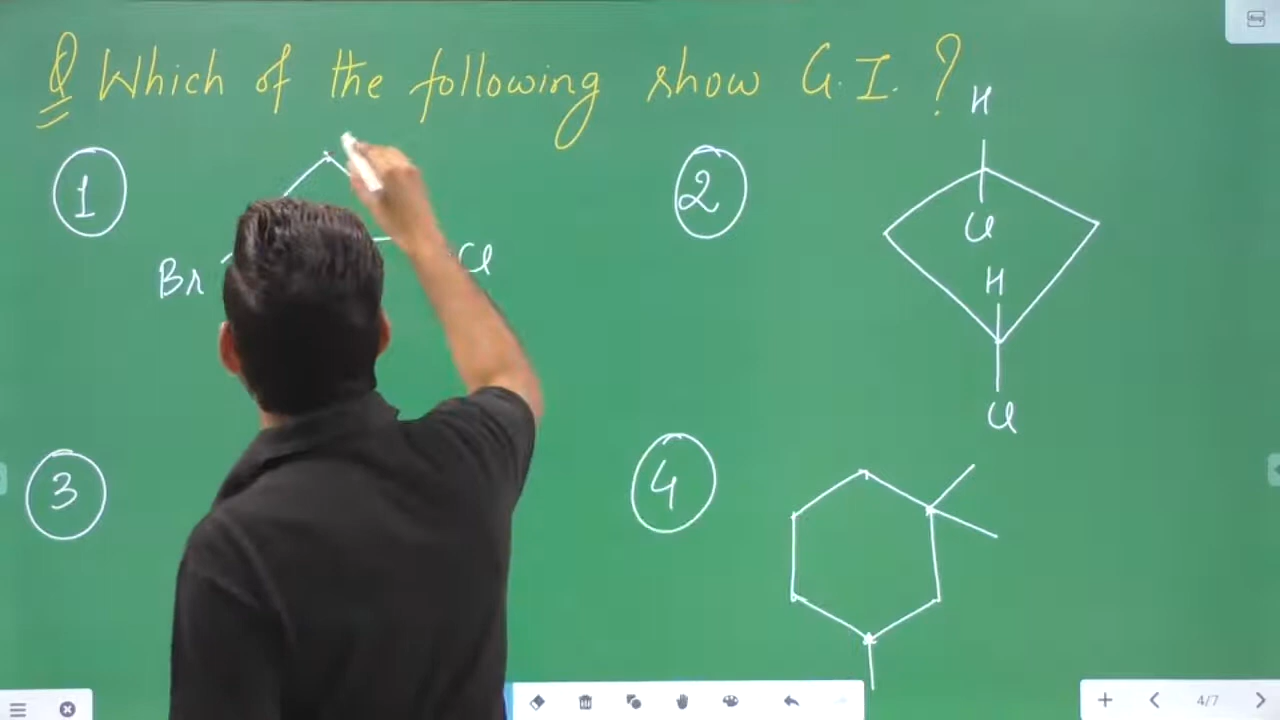 Q Which of the following show G.I. ?
1
Br
Cl
2
H
Cl
H
Cl
3
4
4/7